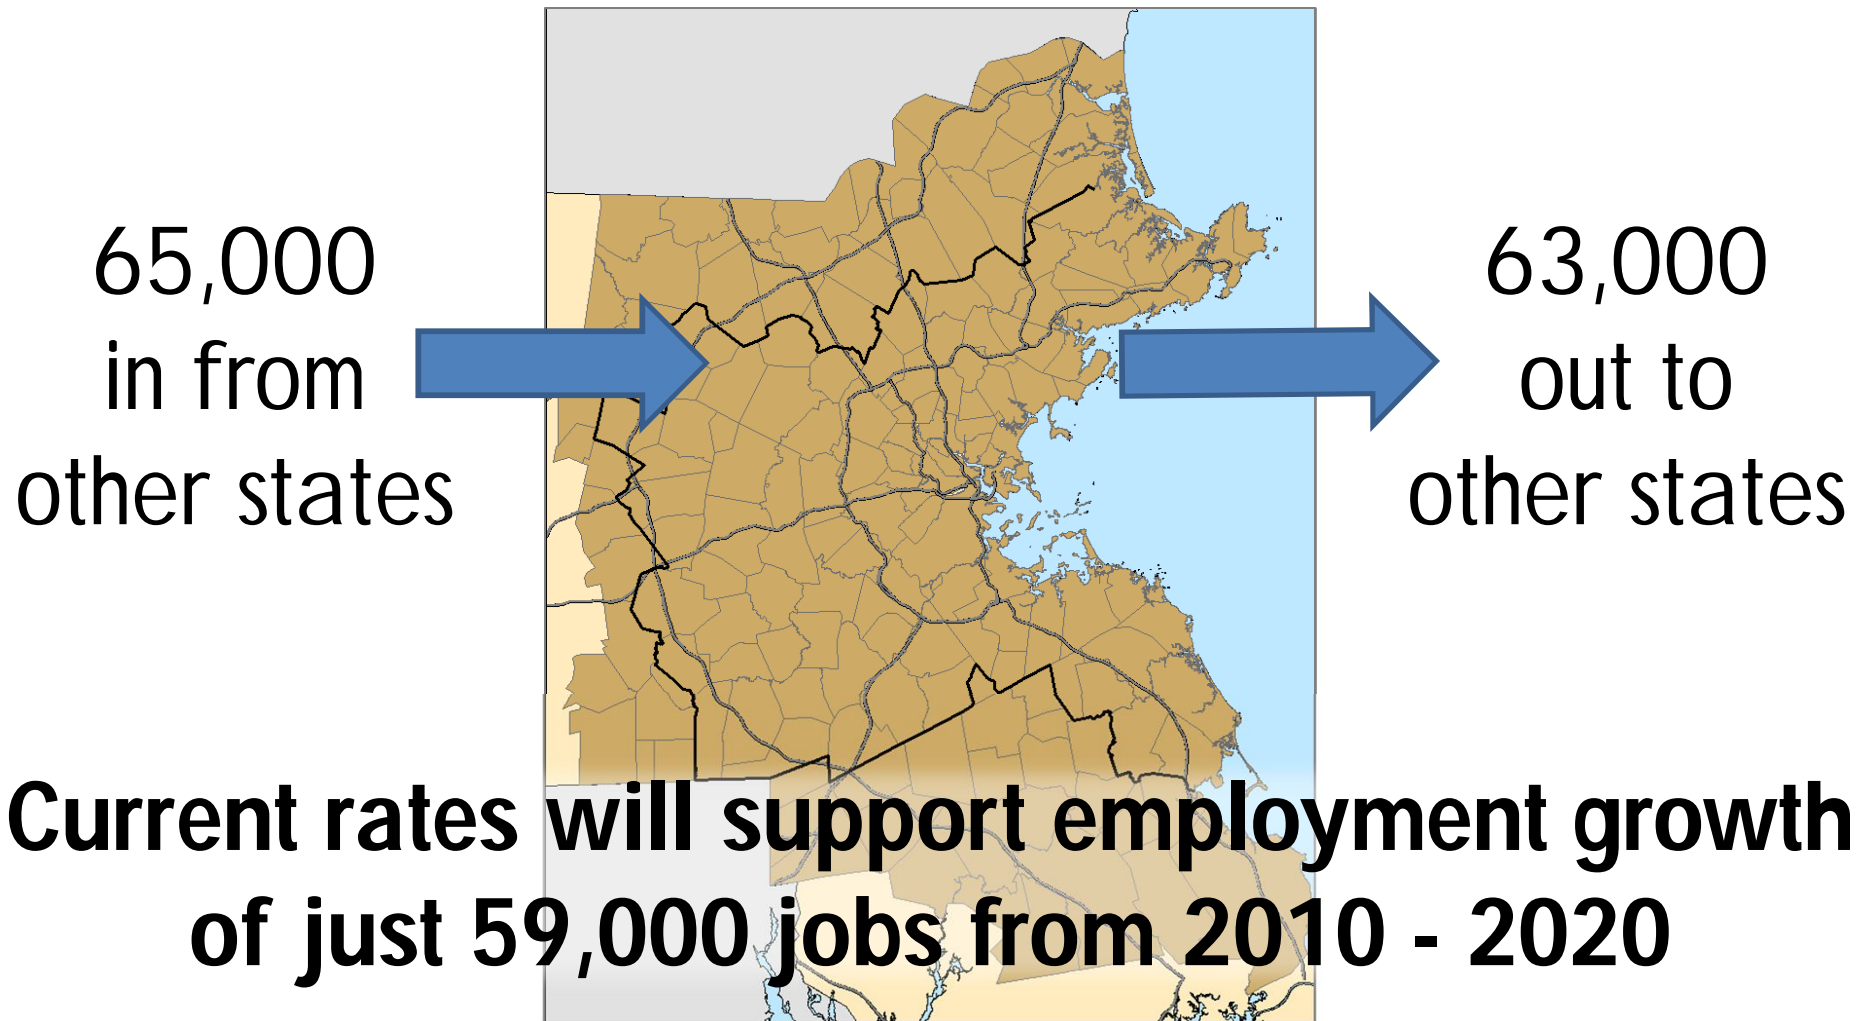 65,000
in from
other states
63,000
out to
other states
Current rates will support employment growth
of just 59,000 jobs from 2010 - 2020